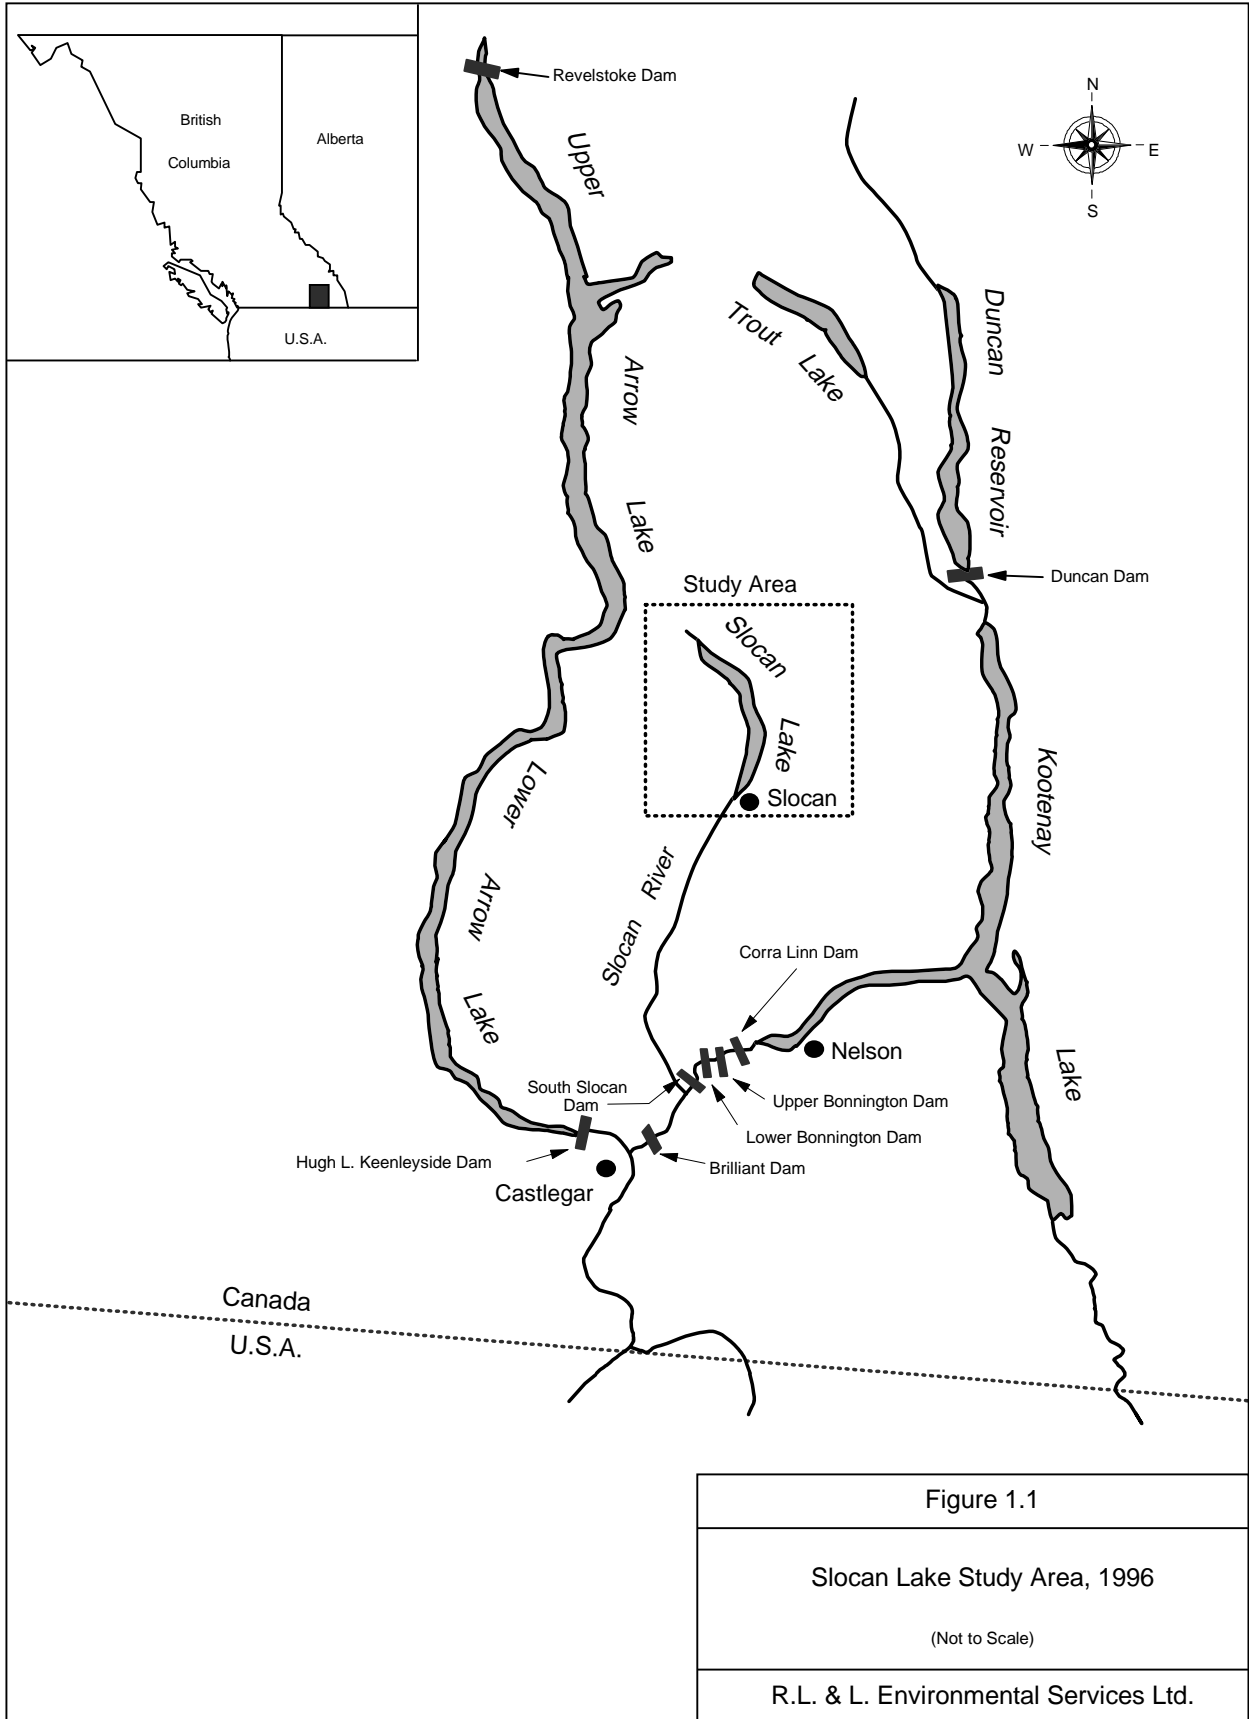 British
Columbia
Alberta
U.S.A.
Revelstoke Dam
N
W
E
S
Upper
Arrow
Lake
Trout Lake
Duncan
Reservoir
Duncan Dam
Study Area
Slocan
Lake
Slocan
Kootenay
Lake
Lower
Arrow
Lake
Slocan River
Corra Linn Dam
Nelson
South Slocan
Dam
Upper Bonnington Dam
Lower Bonnington Dam
Hugh L. Keenleyside Dam
Brilliant Dam
Castlegar
Canada
U.S.A.
Figure 1.1
Slocan Lake Study Area, 1996
(Not to Scale)
R.L. & L. Environmental Services Ltd.